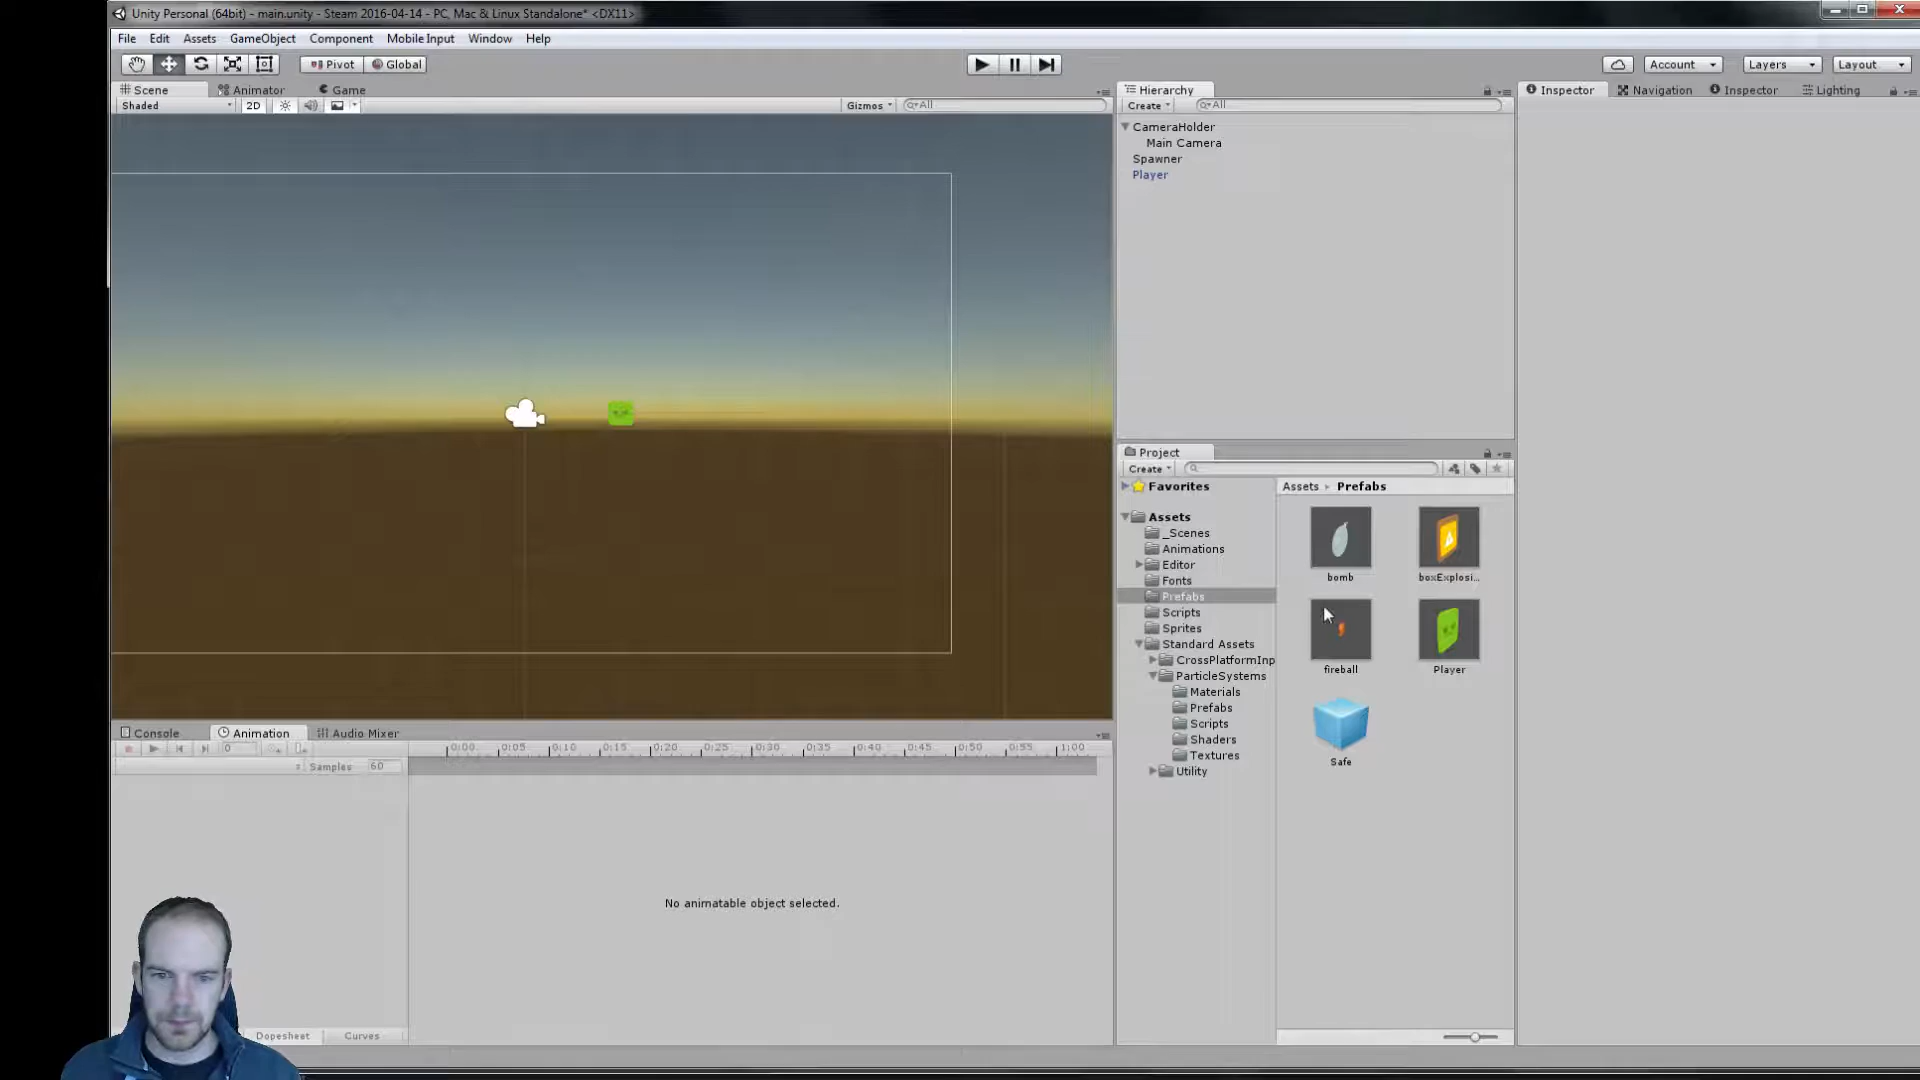 Unity Personal (64bit) - main.unity - Steam 2016-04-14 - PC, Mac & Linux Standalone* <DX11>
File Edit Assets GameObject Component Mobile Input Window Help
Pivot Global Account Layers Layout
Scene Animator Game
Shaded 2D Gizmos All
Hierarchy
Create All
CameraHolder
Main Camera
Spawner
Player
Inspector Navigation Inspector Lighting
Project
Create
Favorites
Assets
_Scenes
Animations
Editor
Fonts
Prefabs
Scripts
Sprites
Standard Assets
CrossPlatformInp
ParticleSystems
Materials
Prefabs
Scripts
Shaders
Textures
Utility
Assets Prefabs
bomb boxExplosi...
fireball Player
Safe
Console Animation Audio Mixer
0 0:00 0:05 0:10 0:15 0:20 0:25 0:30 0:35 0:40 0:45 0:50 0:55 1:00
Samples 60
No animatable object selected.
Dopesheet Curves